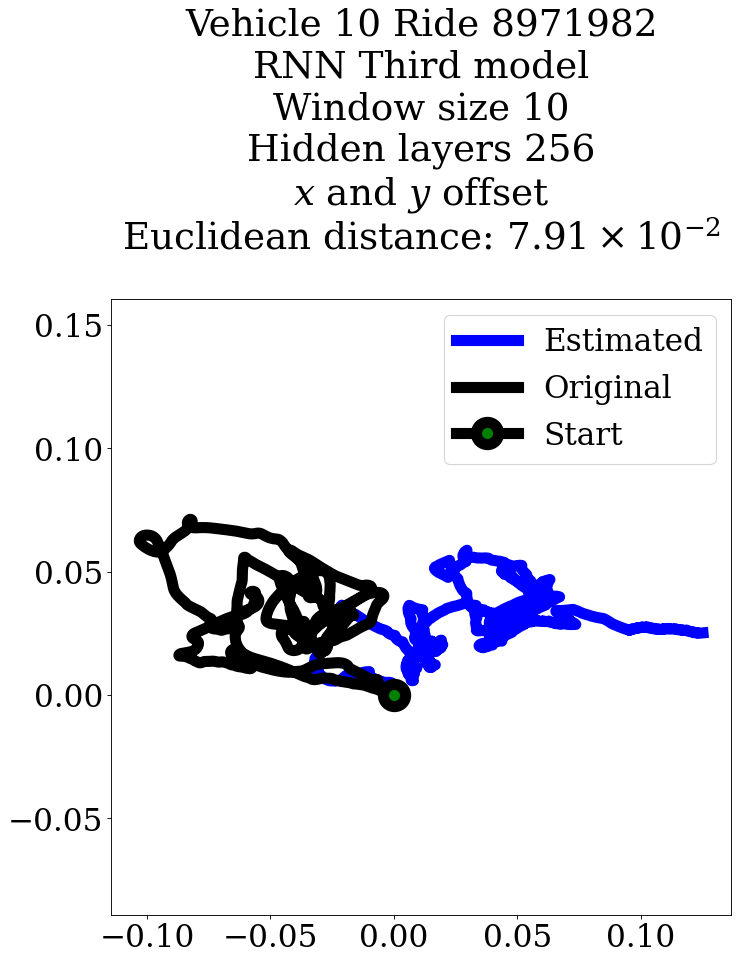 Vehicle 10 Ride 8971982
RNN Third model
Window size 10
Hidden layers 256
x and y offset
Euclidean distance: 7.91 × 10⁻²
Estimated
Original
Start
0.15
0.10
0.05
0.00
−0.05
−0.10 −0.05 0.00 0.05 0.10